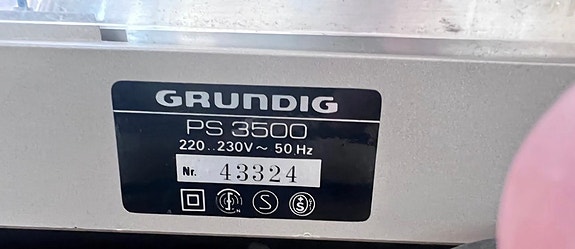 GRUNDIG
PS 3500
220..230V~ 50 Hz
Nr. 43324